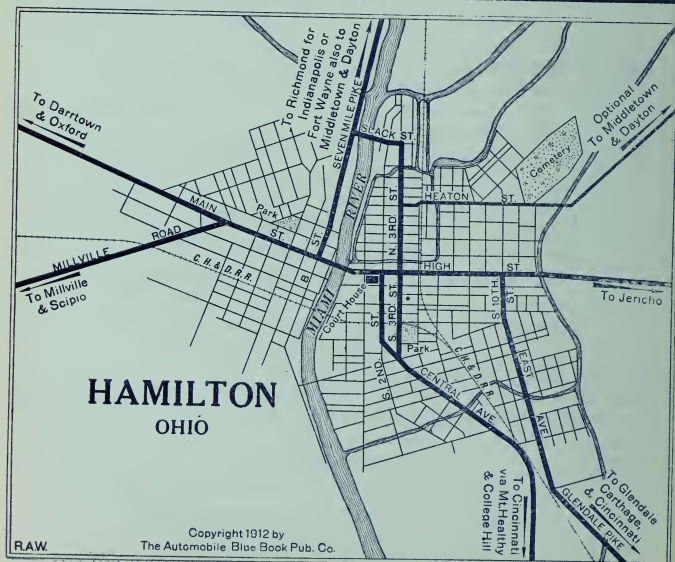 To Darrtown
& Oxford
To Richmond for
Indianapolis or
Fort Wayne also to
Middletown & Dayton
SEVEN MILE PIKE
SLACK ST.
Optional
To Middletown
& Dayton
Cemetery
HEATON ST.
MAIN ST.
Park
MILLVILLE ROAD
To Millville
& Scipio
C.H. & D.R.R.
B ST.
MIAMI RIVER
N. 3RD ST.
HIGH ST.
To Jericho
Court House
S. 2ND ST.
S. 3RD ST.
Park
C.H. & D.R.R.
S. 10TH ST.
EAST AVE.
CENTRAL AVE.
HAMILTON
OHIO
To Cincinnati
via Mt. Healthy
& College Hill
To Glendale
Carthage,
& Cincinnati
GLENDALE PIKE
R.A.W.
Copyright 1912 by
The Automobile Blue Book Pub. Co.